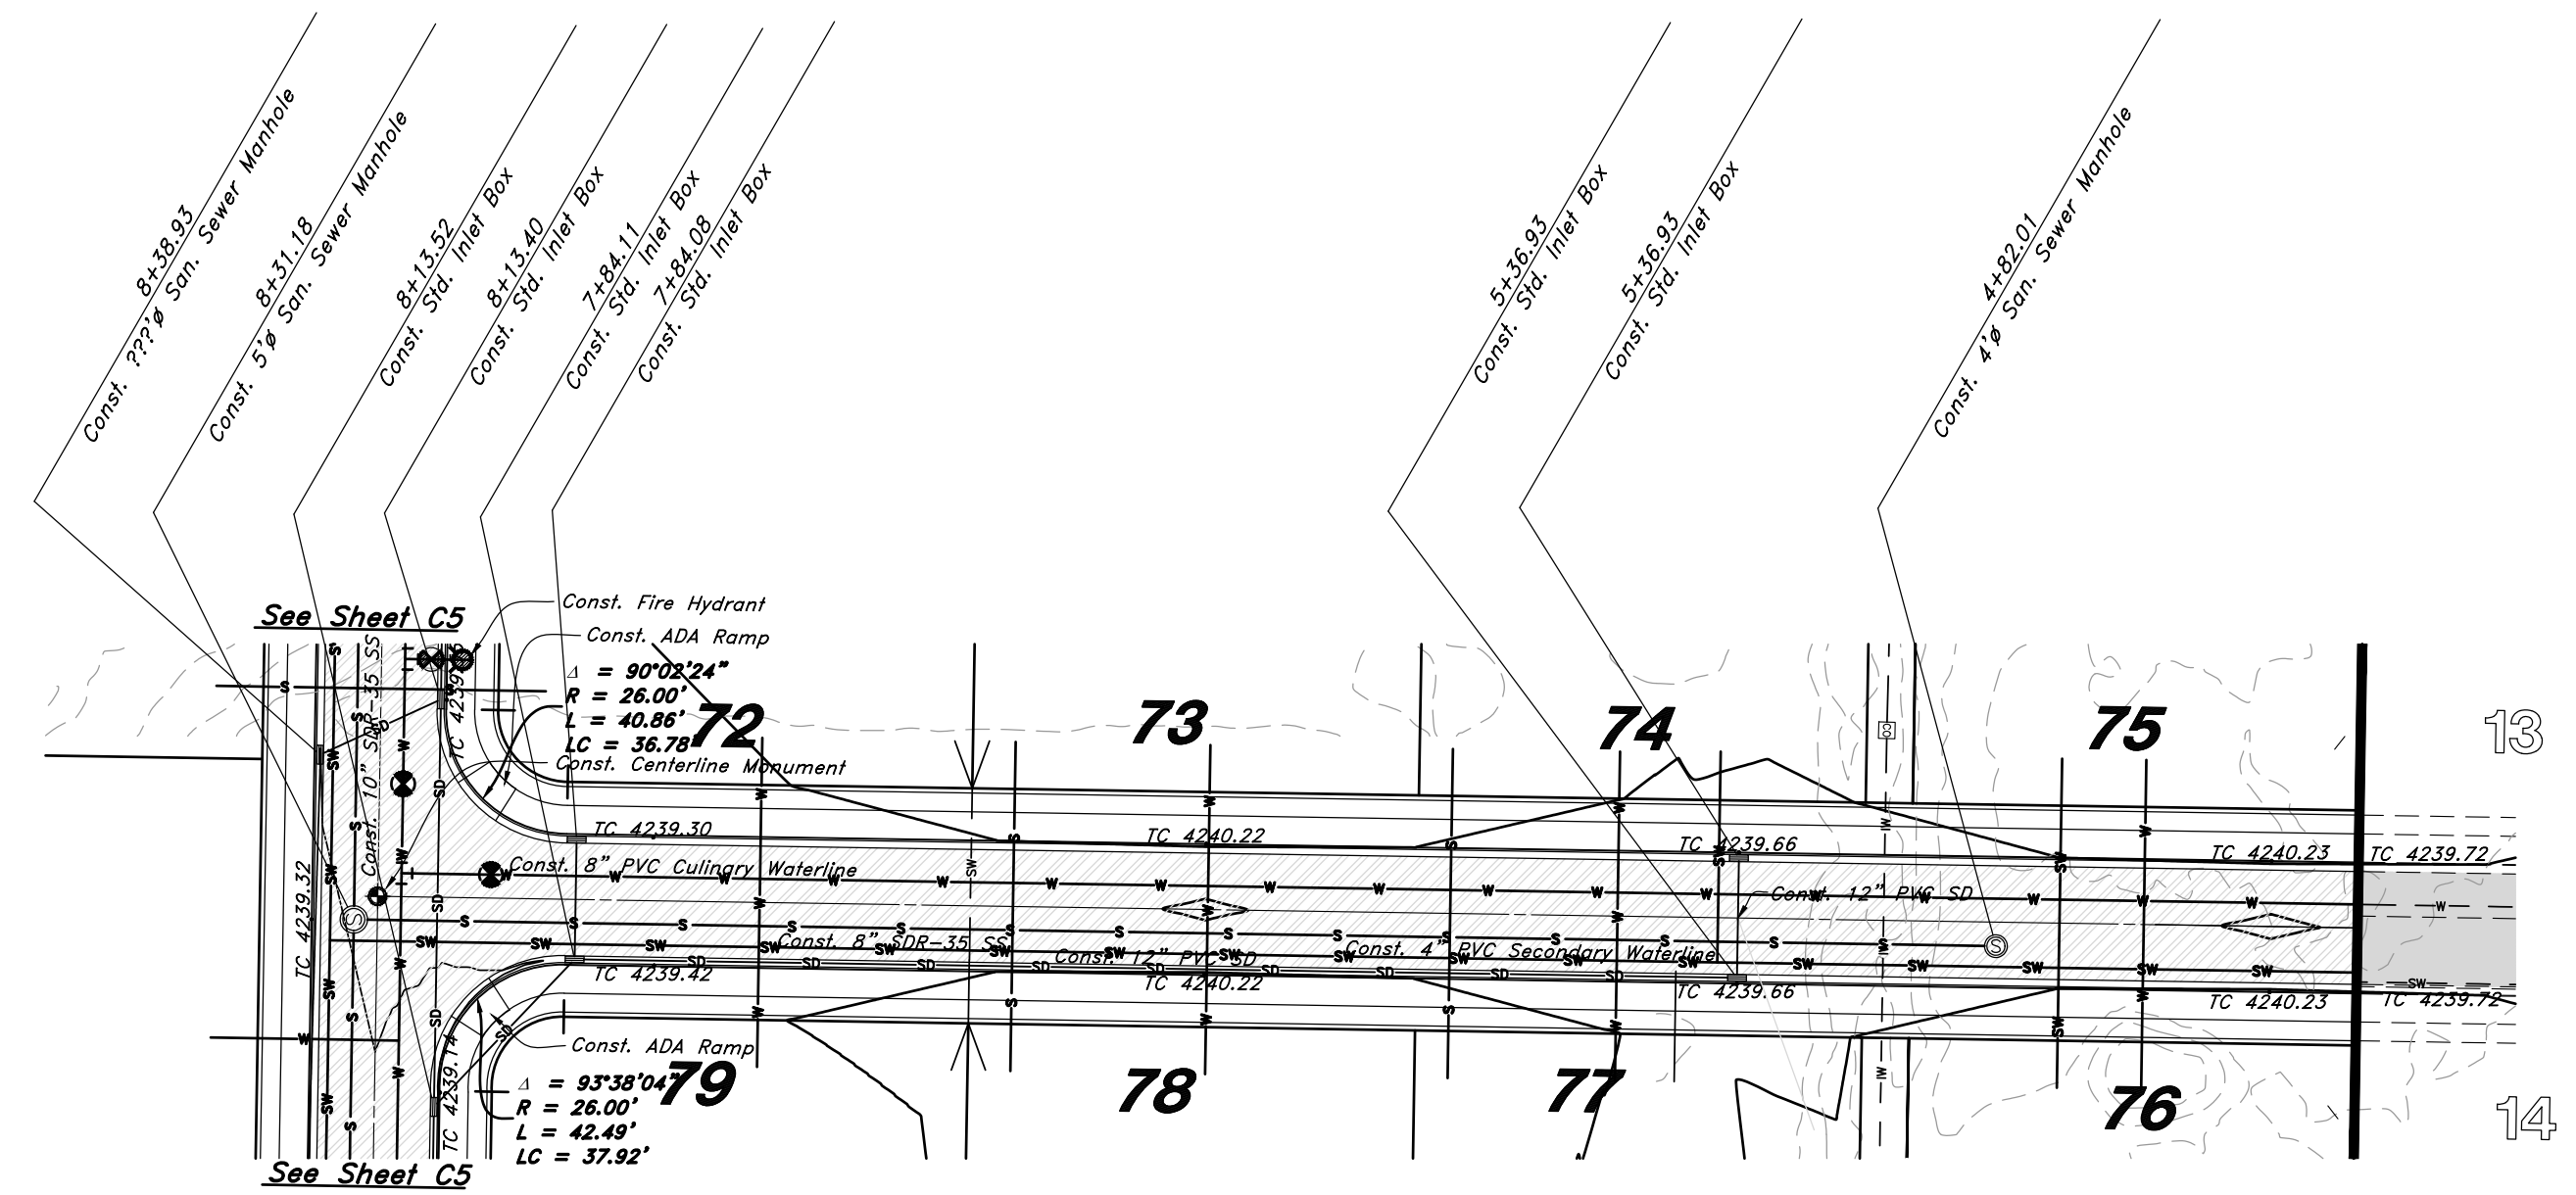 8+38.93
Const. ???'ø San. Sewer Manhole
8+31.18
Const. 5'ø San. Sewer Manhole
8+13.52
Const. Std. Inlet Box
8+13.40
Const. Std. Inlet Box
7+84.11
Const. Std. Inlet Box
7+84.08
Const. Std. Inlet Box
5+36.93
Const. Std. Inlet Box
5+36.93
Const. Std. Inlet Box
4+82.01
Const. 4'ø San. Sewer Manhole
See Sheet C5
Const. Fire Hydrant
Const. ADA Ramp
Δ = 90°02'24"
R = 26.00'
L = 40.86'
LC = 36.78'
Const. Centerline Monument
72
73
74
75
13
Const. 10" SDR-35 SS
TC 4239.30
TC 4240.22
TC 4239.66
TC 4240.23
TC 4239.72
Const. 8" PVC Culinary Waterline
Const. 12" PVC SD
TC 4239.32
Const. 8" SDR-35 SS
Const. 12" PVC SD
Const. 4" PVC Secondary Waterline
TC 4239.42
TC 4240.22
TC 4239.66
TC 4240.23
TC 4239.72
Const. ADA Ramp
TC 4239.14
Δ = 93°38'04"
R = 26.00'
L = 42.49'
LC = 37.92'
79
78
77
76
14
See Sheet C5